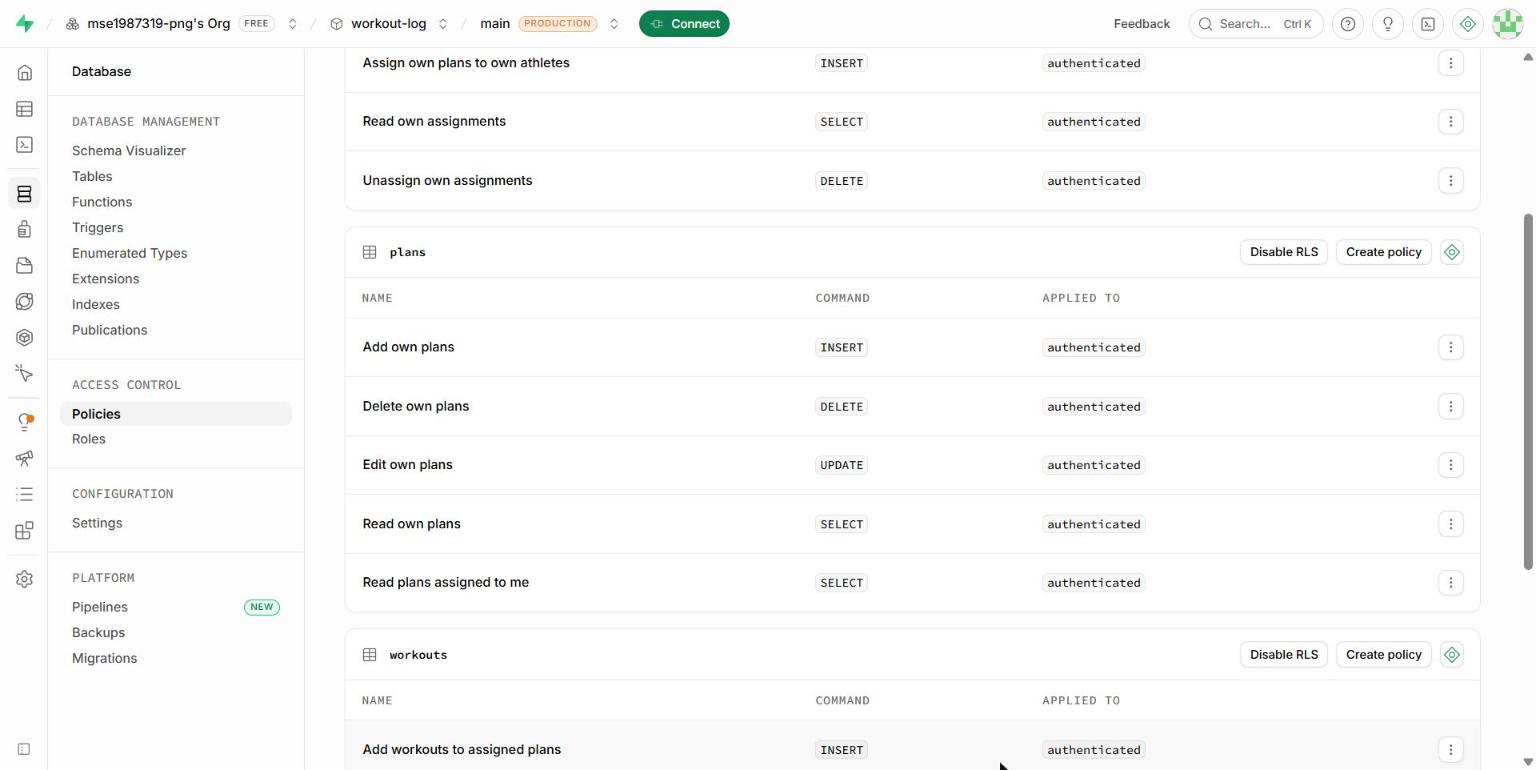 mse1987319-png's Org FREE workout-log main PRODUCTION Connect Feedback Search... Ctrl K
Database
DATABASE MANAGEMENT
Schema Visualizer
Tables
Functions
Triggers
Enumerated Types
Extensions
Indexes
Publications
ACCESS CONTROL
Policies
Roles
CONFIGURATION
Settings
PLATFORM
Pipelines NEW
Backups
Migrations
Assign own plans to own athletes INSERT authenticated
Read own assignments SELECT authenticated
Unassign own assignments DELETE authenticated
plans Disable RLS Create policy
NAME COMMAND APPLIED TO
Add own plans INSERT authenticated
Delete own plans DELETE authenticated
Edit own plans UPDATE authenticated
Read own plans SELECT authenticated
Read plans assigned to me SELECT authenticated
workouts Disable RLS Create policy
NAME COMMAND APPLIED TO
Add workouts to assigned plans INSERT authenticated